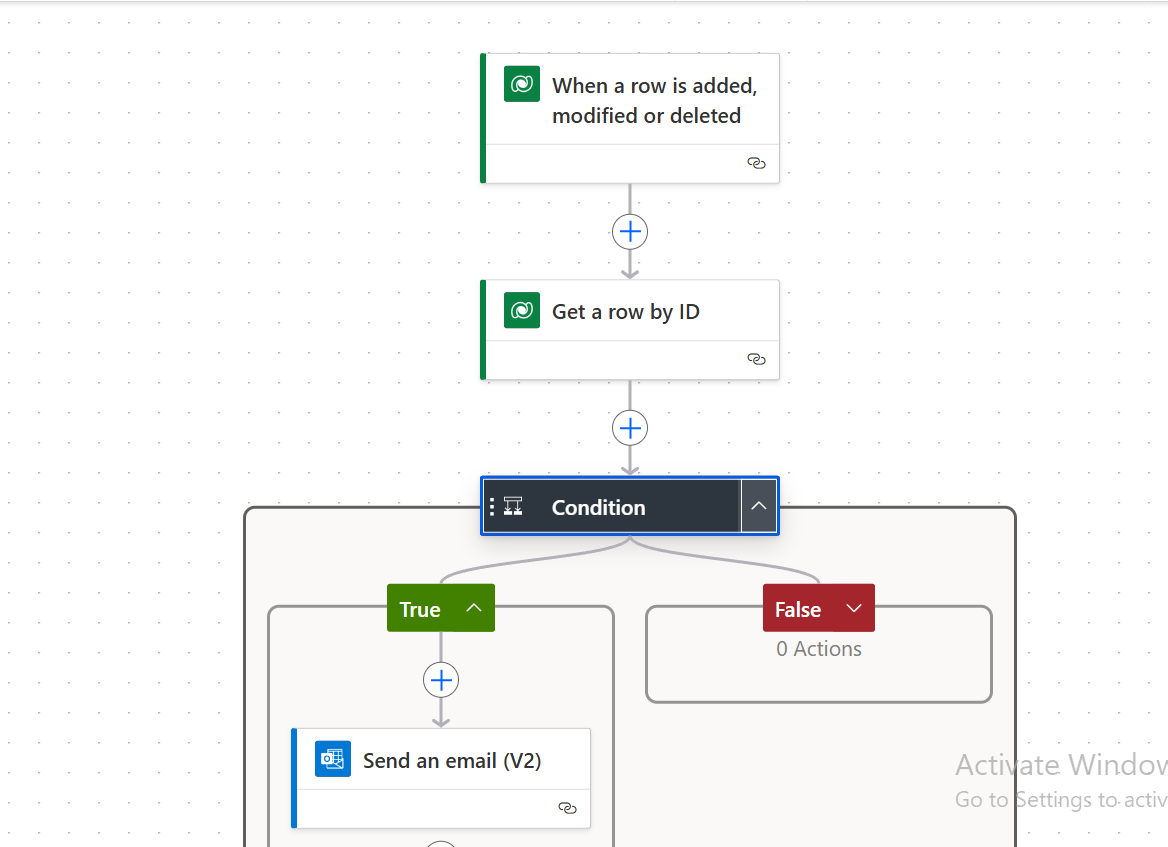 When a row is added,
modified or deleted
Get a row by ID
Condition
True
False
0 Actions
Send an email (V2)
Activate Window
Go to Settings to activ